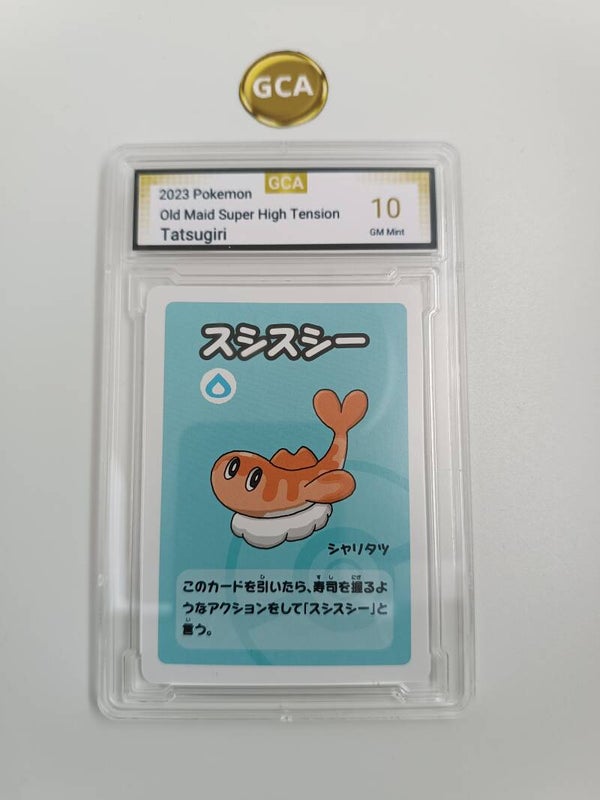 GCA
GCA
2023 Pokemon
Old Maid Super High Tension
Tatsugiri
10
GM Mint
スシスシー
シャリタツ
このカードを引いたら、寿司を握るよ
うなアクションをして「スシスシー」と
言う。